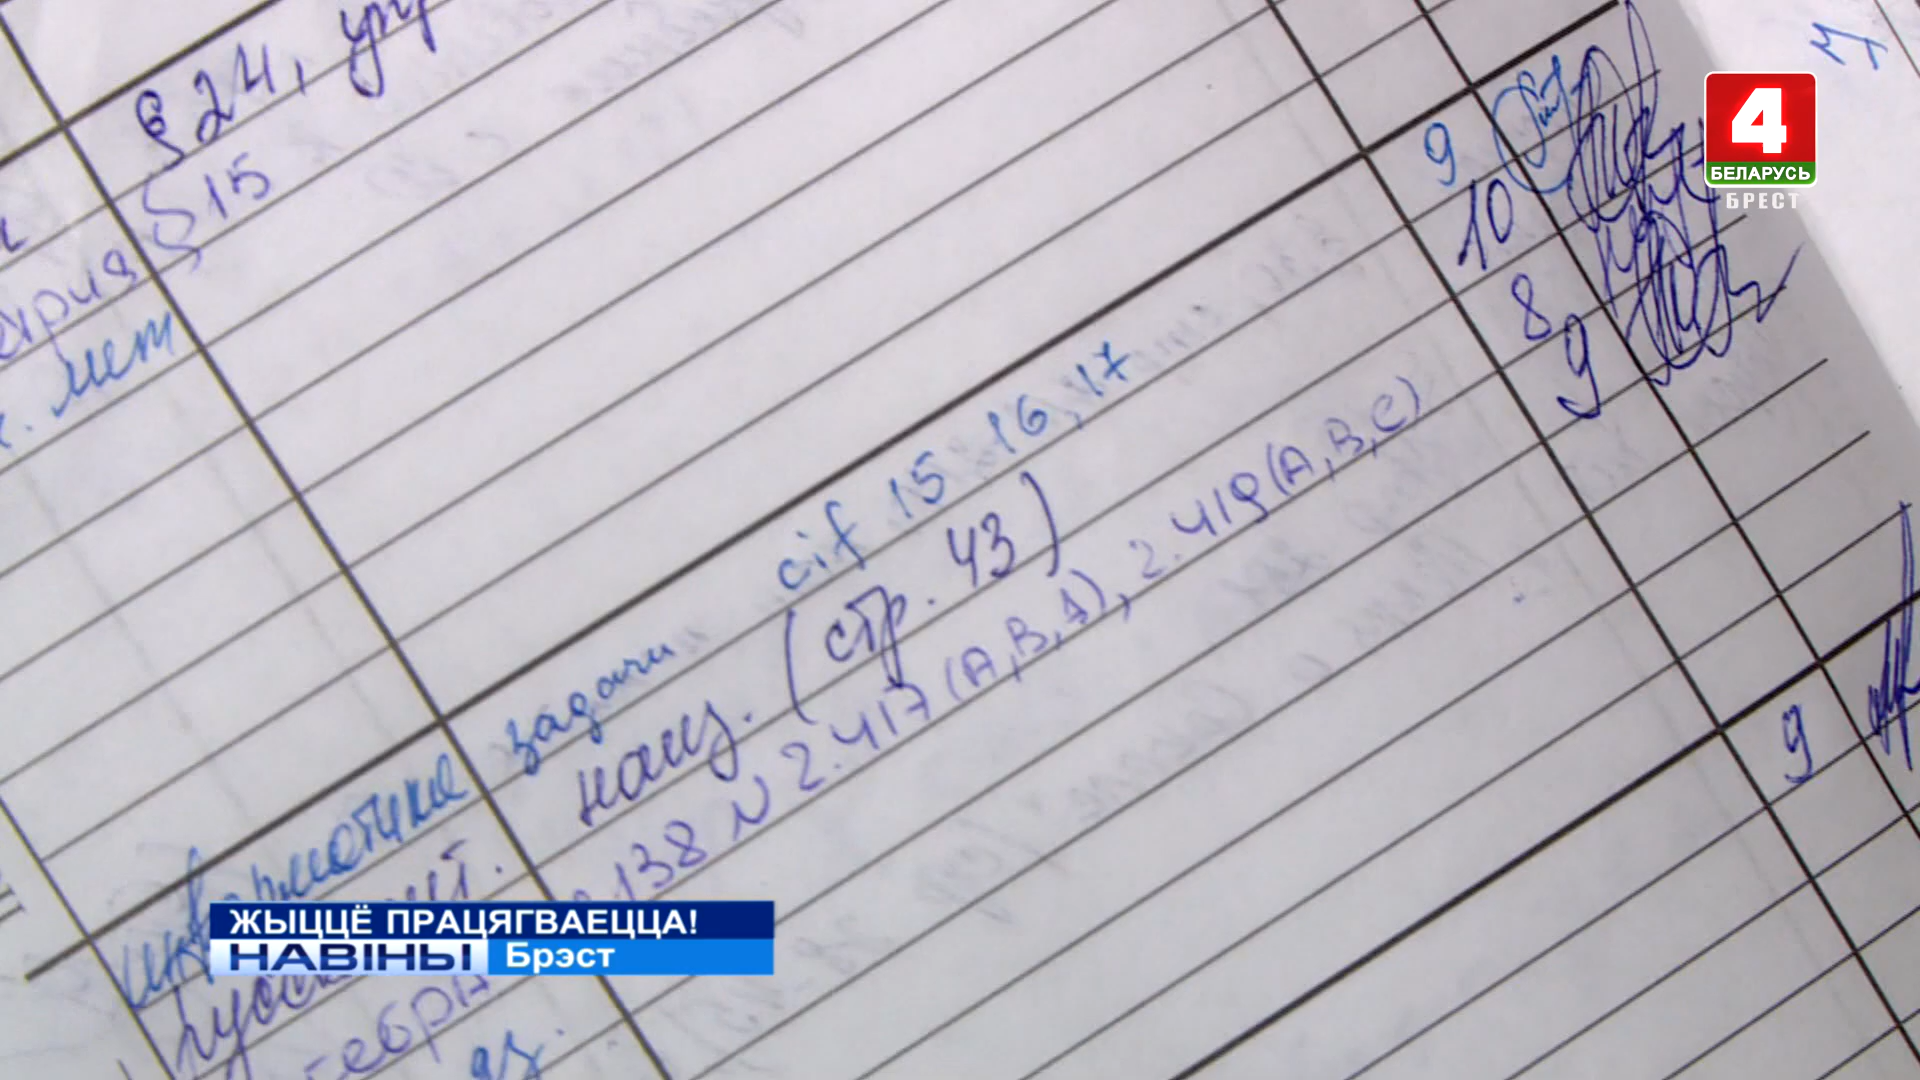 § 24, упр
§ 15
мет
9
10
8
9
информатика задачи cif 15, 16, 17
наиз. (стр. 43)
138 N 2.417 (А, В, Д), 2.419 (А, В, С)
9
4
БЕЛАРУСЬ
БРЕСТ
ЖЫЦЦЁ ПРАЦЯГВАЕЦЦА!
НАВІНЫ Брэст